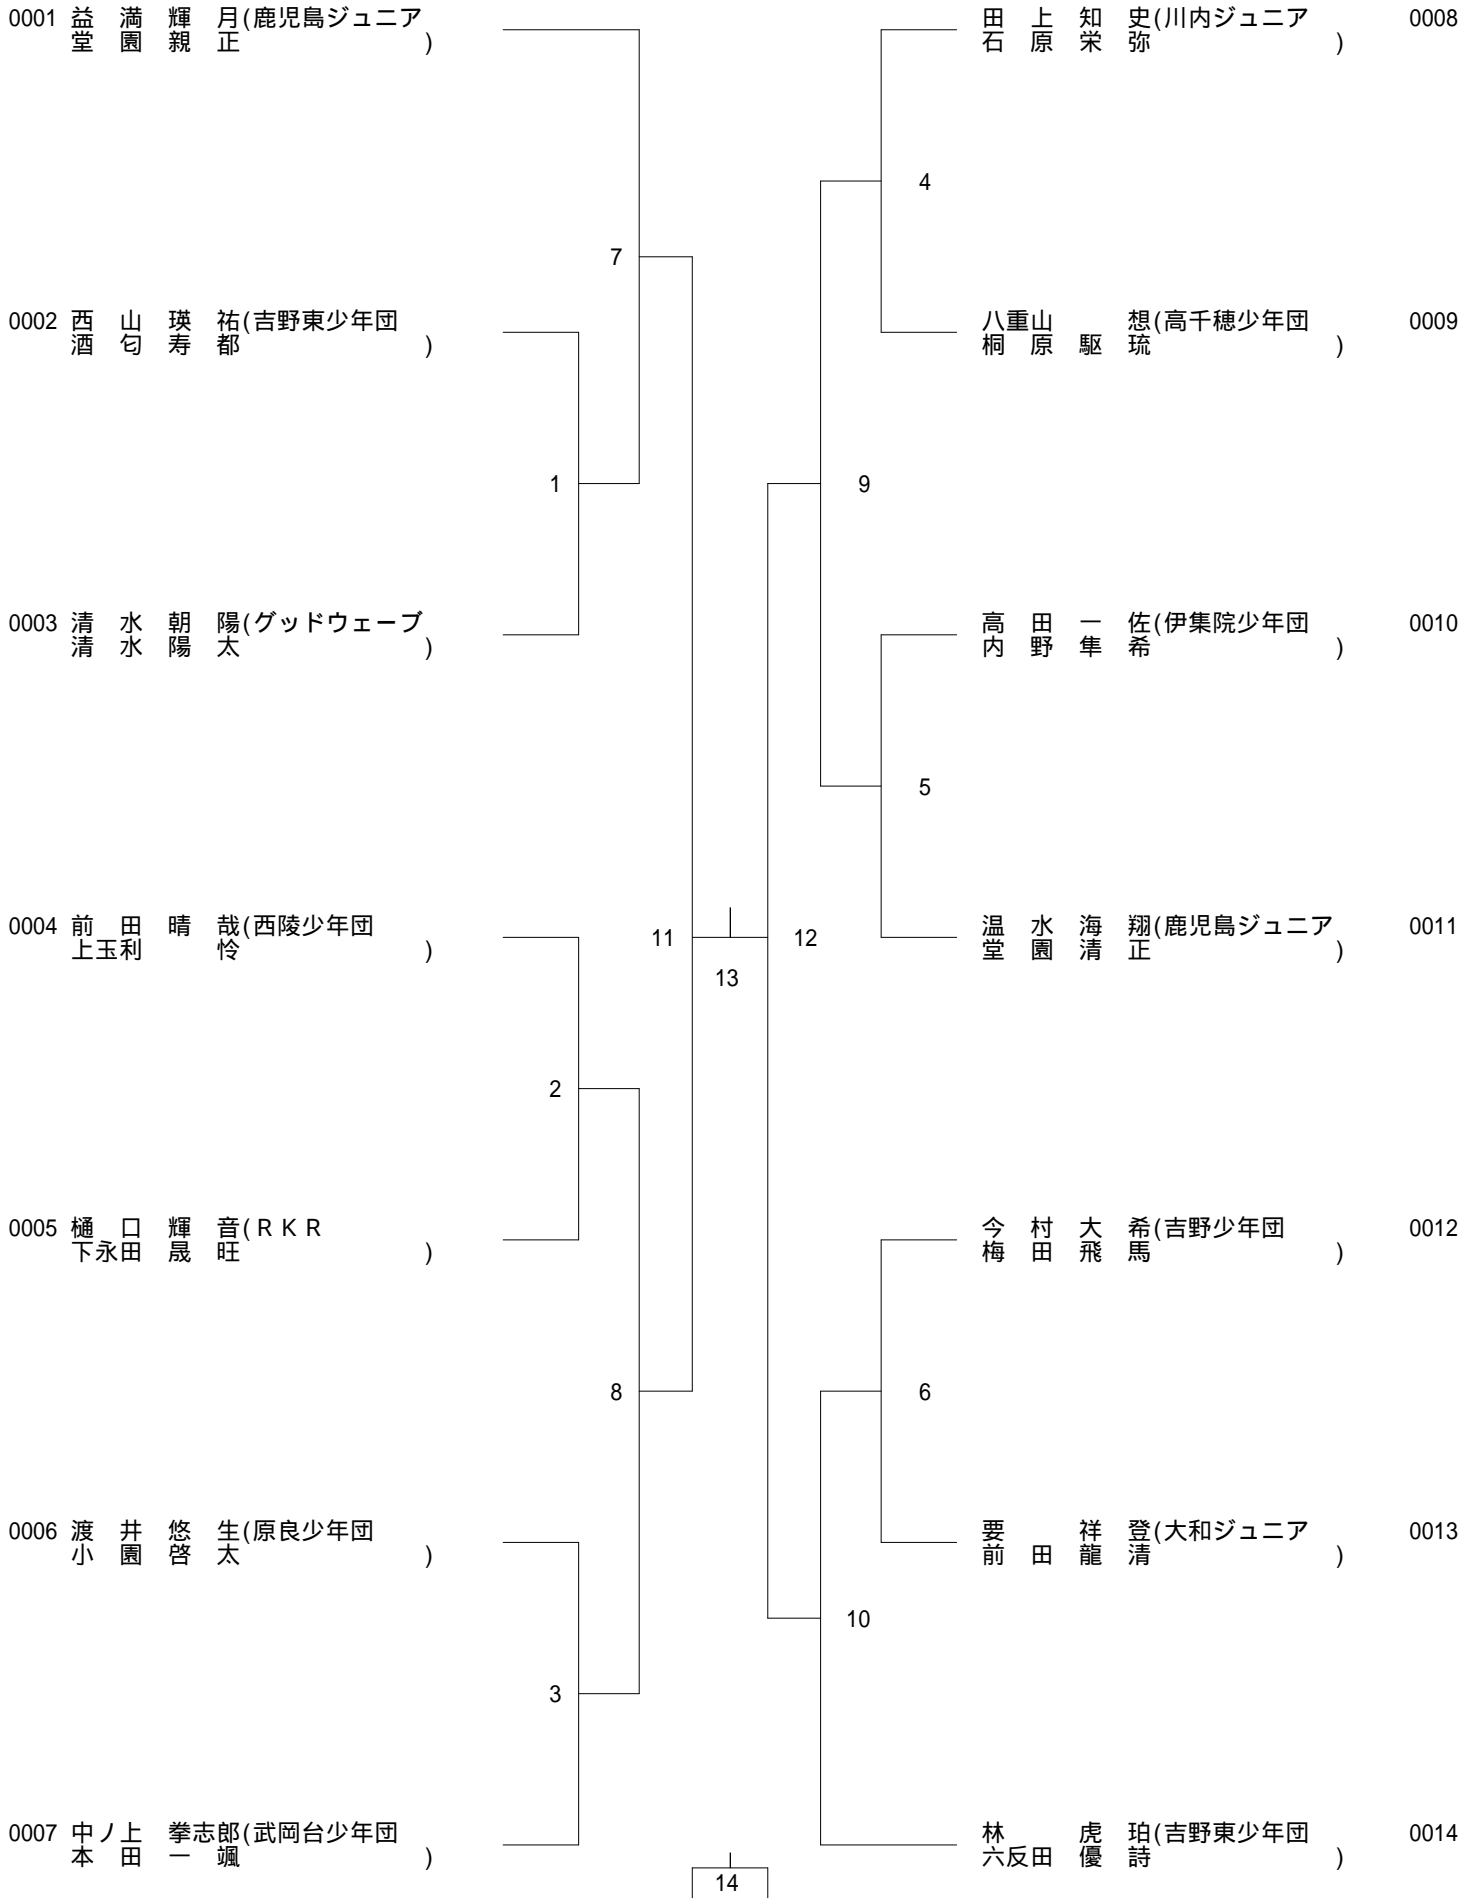 0001 益 満 輝 月(鹿児島ジュニア
堂 園 親 正 )
0002 西 山 瑛 祐(吉野東少年団
酒 匂 寿 都 )
0003 清 水 朝 陽(グッドウェーブ
清 水 陽 太 )
0004 前 田 晴 哉(西陵少年団
上玉利 怜 )
0005 樋 口 輝 音(ＲＫＲ
下永田 晟 旺 )
0006 渡 井 悠 生(原良少年団
小 園 啓 太 )
0007 中ノ上 拳志郎(武岡台少年団
本 田 一 颯 )
7
1
2
8
3
11
13
12
14
4
9
5
6
10
田 上 知 史(川内ジュニア 0008
石 原 栄 弥 )
八重山 想(高千穂少年団 0009
桐 原 駆 琉 )
高 田 一 佐(伊集院少年団 0010
内 野 隼 希 )
温 水 海 翔(鹿児島ジュニア 0011
堂 園 清 正 )
今 村 大 希(吉野少年団 0012
梅 田 飛 馬 )
要 祥 登(大和ジュニア 0013
前 田 龍 清 )
林 虎 珀(吉野東少年団 0014
六反田 優 詩 )